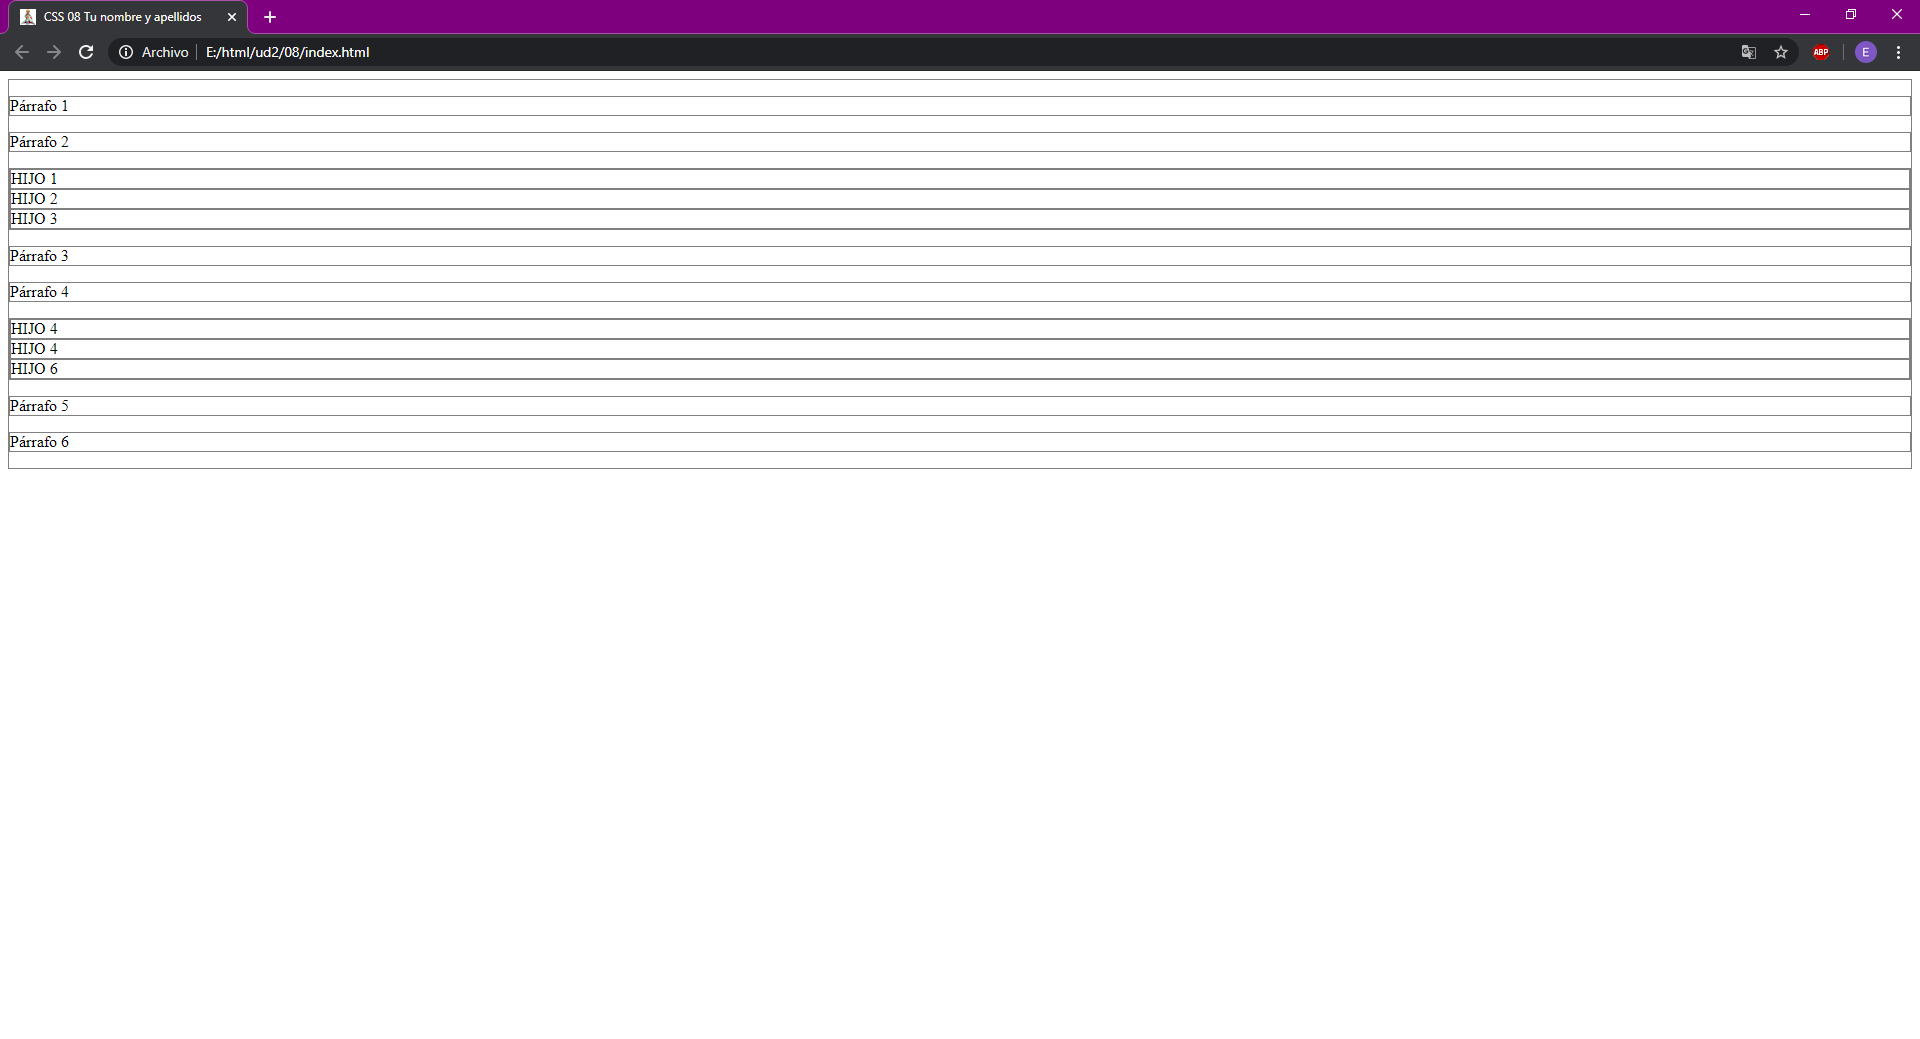 CSS 08 Tu nombre y apellidos
Archivo E:/html/ud2/08/index.html
ABP
E
Párrafo 1
Párrafo 2
HIJO 1
HIJO 2
HIJO 3
Párrafo 3
Párrafo 4
HIJO 4
HIJO 4
HIJO 6
Párrafo 5
Párrafo 6